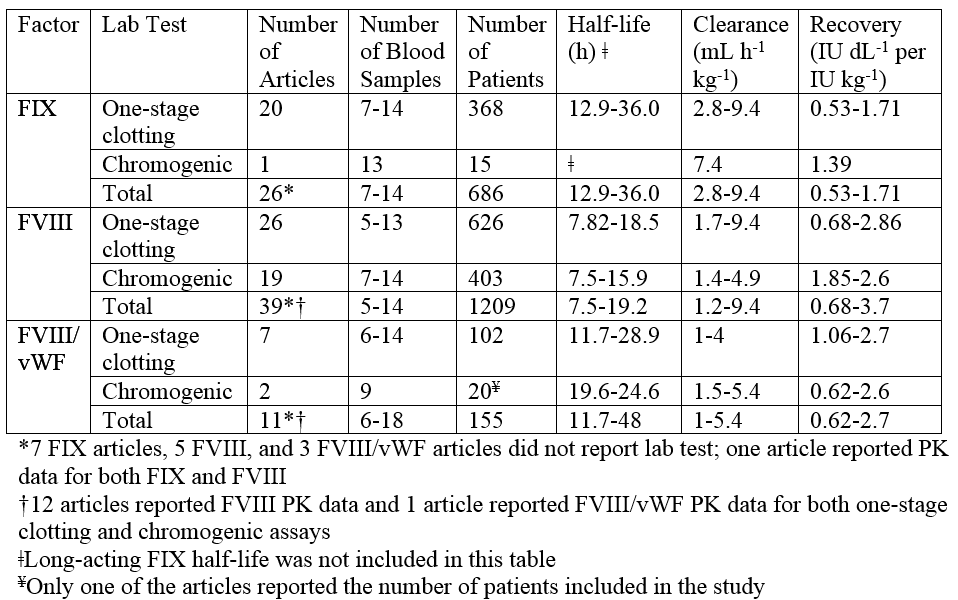 Factor Lab Test Number of Articles Number of Blood Samples Number of Patients Half-life (h) ǂ Clearance (mL h-1 kg-1) Recovery (IU dL-1 per IU kg-1)
FIX One-stage clotting 20 7-14 368 12.9-36.0 2.8-9.4 0.53-1.71
Chromogenic 1 13 15 ǂ 7.4 1.39
Total 26* 7-14 686 12.9-36.0 2.8-9.4 0.53-1.71
FVIII One-stage clotting 26 5-13 626 7.82-18.5 1.7-9.4 0.68-2.86
Chromogenic 19 7-14 403 7.5-15.9 1.4-4.9 1.85-2.6
Total 39*† 5-14 1209 7.5-19.2 1.2-9.4 0.68-3.7
FVIII/ vWF One-stage clotting 7 6-14 102 11.7-28.9 1-4 1.06-2.7
Chromogenic 2 9 20¥ 19.6-24.6 1.5-5.4 0.62-2.6
Total 11*† 6-18 155 11.7-48 1-5.4 0.62-2.7
*7 FIX articles, 5 FVIII, and 3 FVIII/vWF articles did not report lab test; one article reported PK
data for both FIX and FVIII
†12 articles reported FVIII PK data and 1 article reported FVIII/vWF PK data for both one-stage
clotting and chromogenic assays
ǂLong-acting FIX half-life was not included in this table
¥Only one of the articles reported the number of patients included in the study